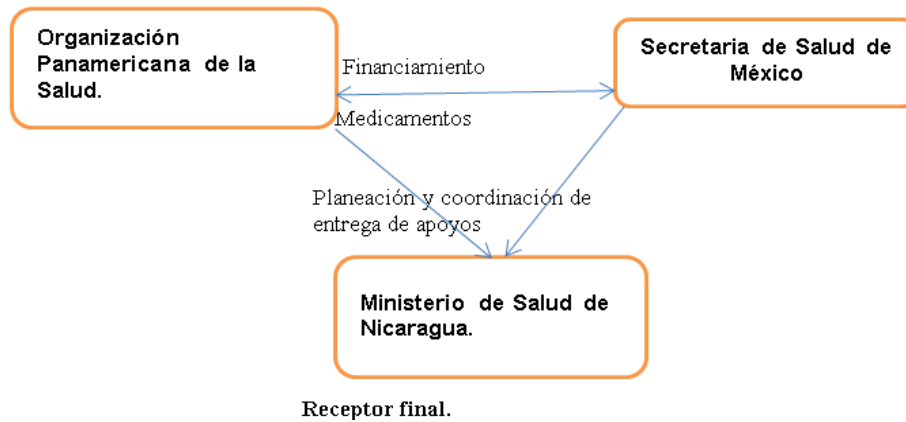 Organización
Panamericana de la
Salud.
Secretaria de Salud de
México
Financiamiento
Medicamentos
Planeación y coordinación de
entrega de apoyos
Ministerio de Salud de
Nicaragua.
Receptor final.